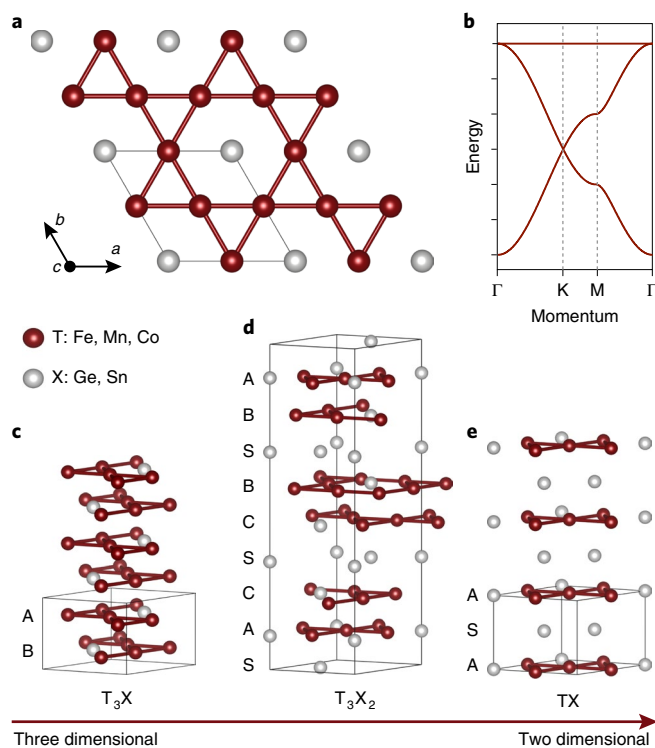 a
b
a
b
c
Energy
Γ K M Γ
Momentum
T: Fe, Mn, Co
X: Ge, Sn
c
A
B
T₃X
d
A
B
S
B
C
S
C
A
S
T₃X₂
e
A
S
A
TX
Three dimensional
Two dimensional